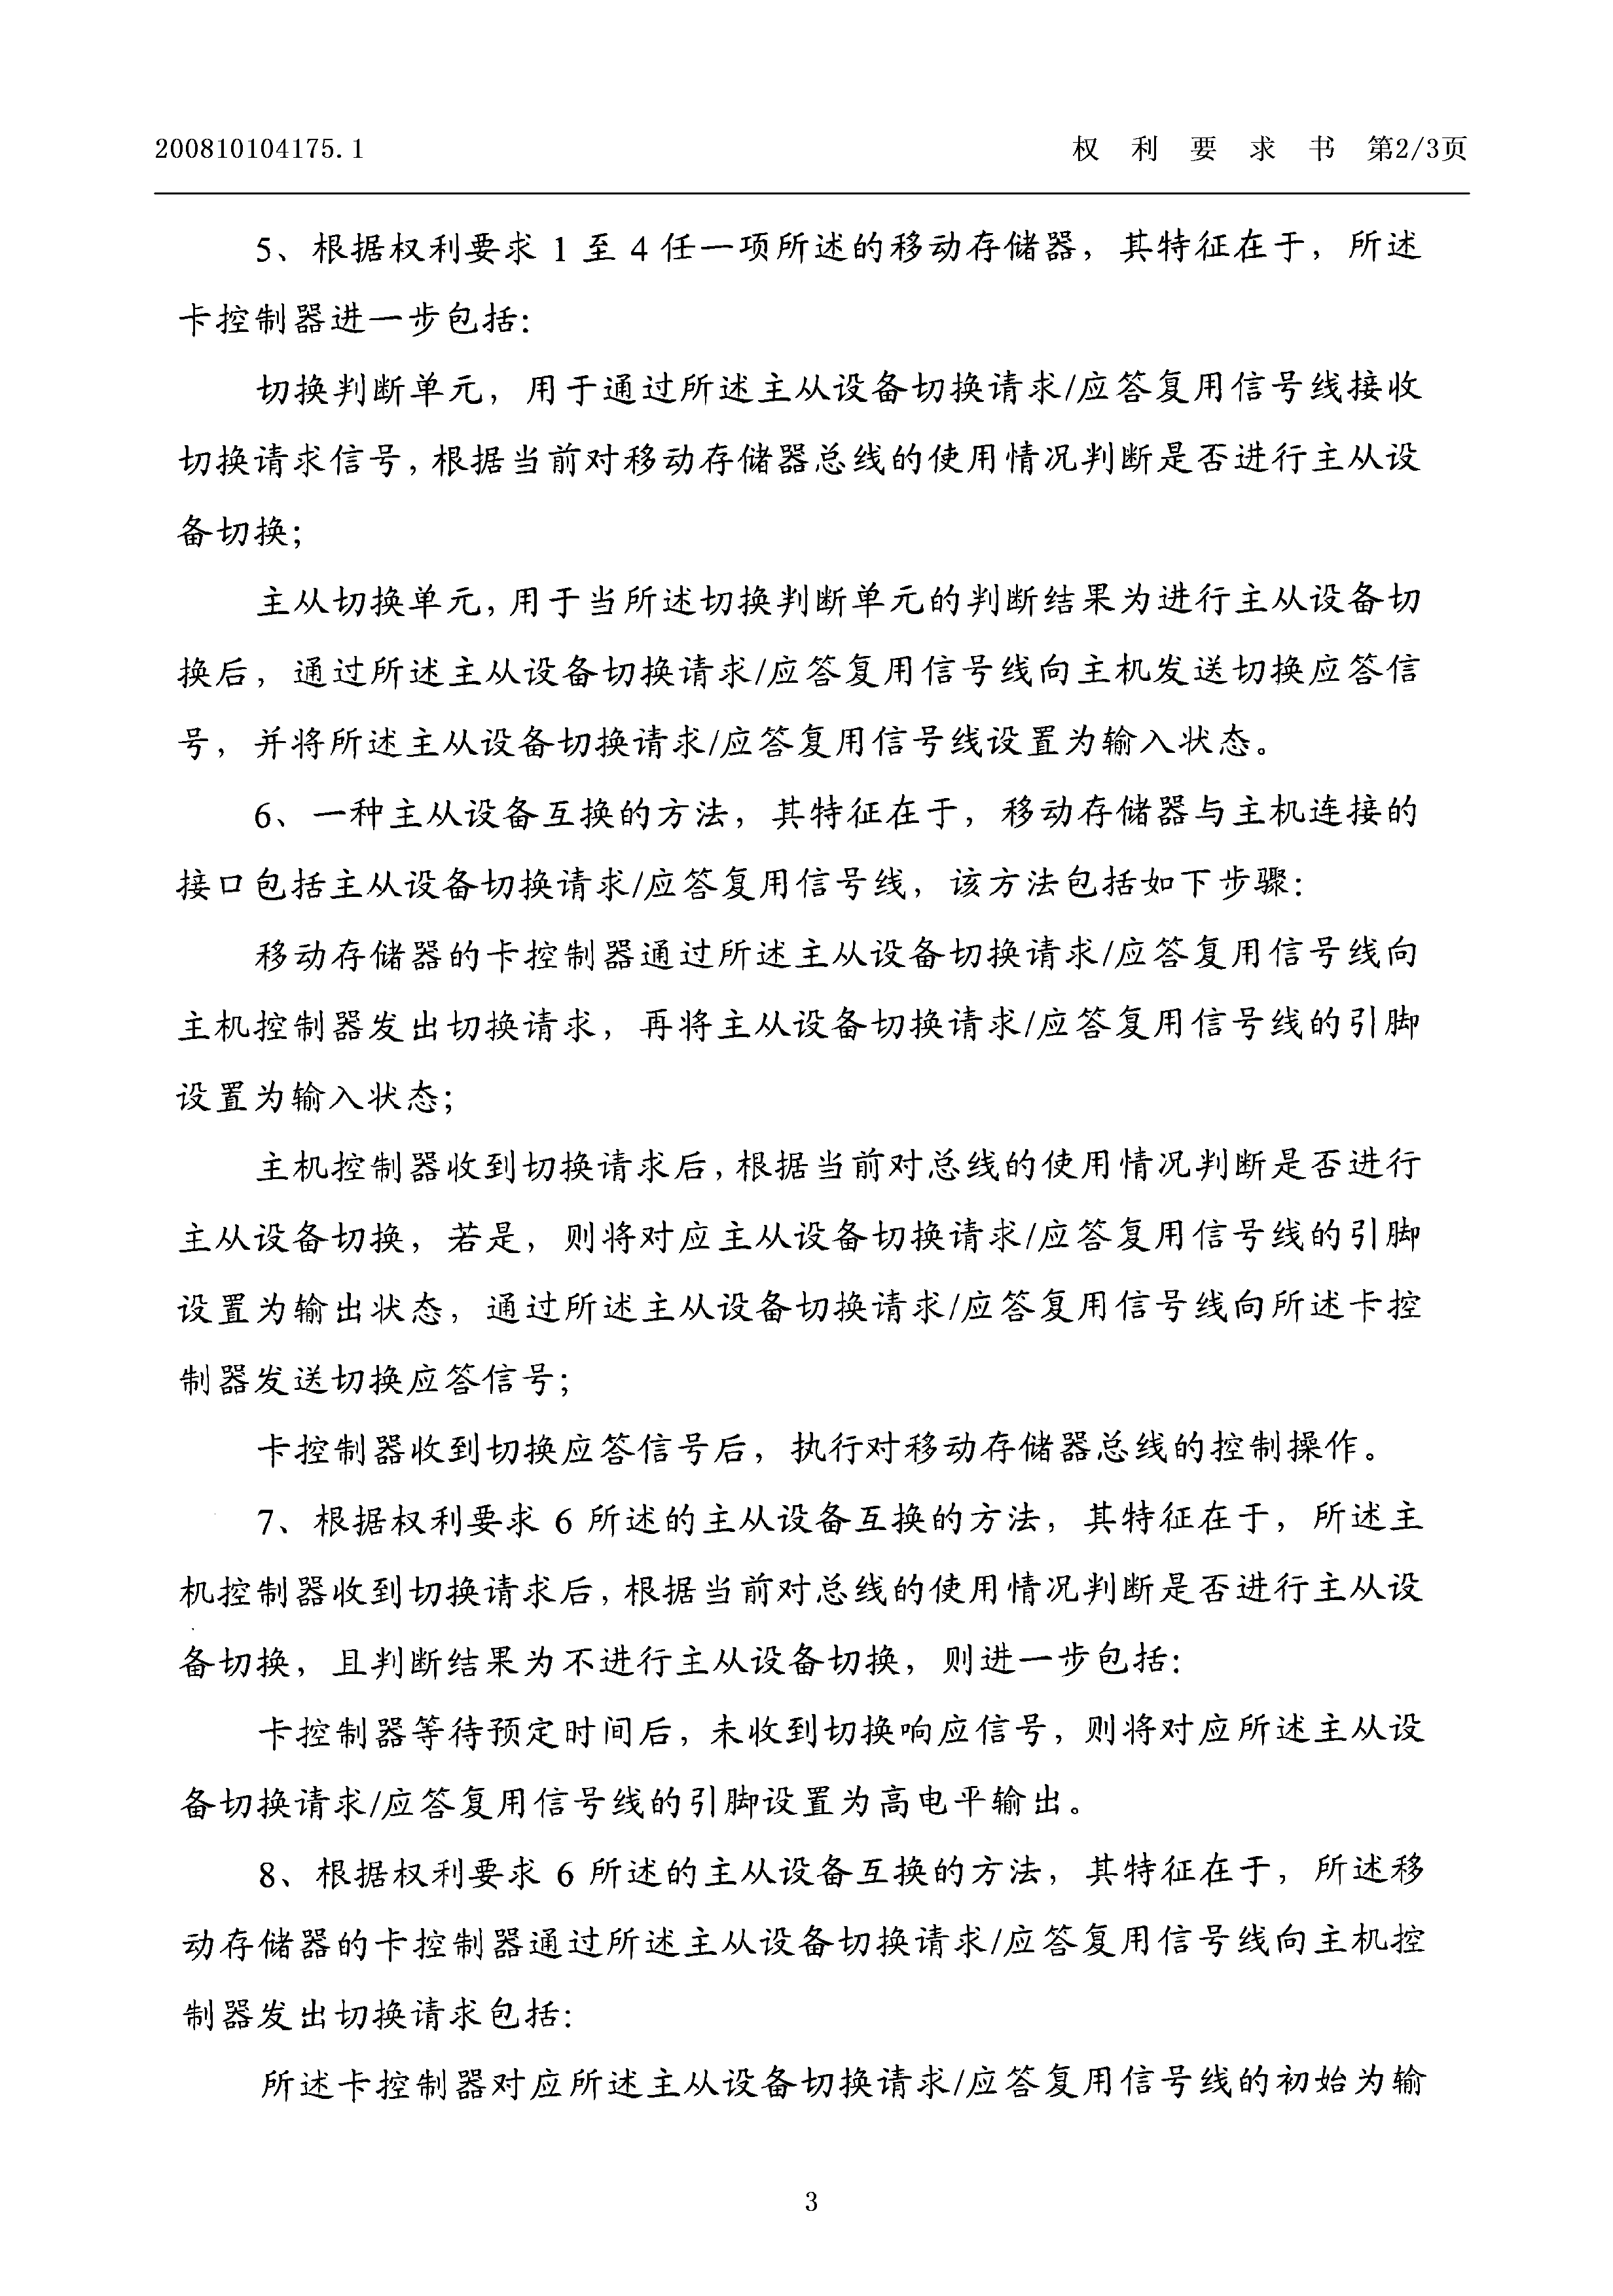 200810104175.1
权 利 要 求 书 第2/3页
5、根据权利要求 1 至 4 任一项所述的移动存储器，其特征在于，所述
卡控制器进一步包括：
切换判断单元，用于通过所述主从设备切换请求/应答复用信号线接收
切换请求信号，根据当前对移动存储器总线的使用情况判断是否进行主从设
备切换；
主从切换单元，用于当所述切换判断单元的判断结果为进行主从设备切
换后，通过所述主从设备切换请求/应答复用信号线向主机发送切换应答信
号，并将所述主从设备切换请求/应答复用信号线设置为输入状态。
6、一种主从设备互换的方法，其特征在于，移动存储器与主机连接的
接口包括主从设备切换请求/应答复用信号线，该方法包括如下步骤：
移动存储器的卡控制器通过所述主从设备切换请求/应答复用信号线向
主机控制器发出切换请求，再将主从设备切换请求/应答复用信号线的引脚
设置为输入状态；
主机控制器收到切换请求后，根据当前对总线的使用情况判断是否进行
主从设备切换，若是，则将对应主从设备切换请求/应答复用信号线的引脚
设置为输出状态，通过所述主从设备切换请求/应答复用信号线向所述卡控
制器发送切换应答信号；
卡控制器收到切换应答信号后，执行对移动存储器总线的控制操作。
7、根据权利要求 6 所述的主从设备互换的方法，其特征在于，所述主
机控制器收到切换请求后，根据当前对总线的使用情况判断是否进行主从设
备切换，且判断结果为不进行主从设备切换，则进一步包括：
卡控制器等待预定时间后，未收到切换响应信号，则将对应所述主从设
备切换请求/应答复用信号线的引脚设置为高电平输出。
8、根据权利要求 6 所述的主从设备互换的方法，其特征在于，所述移
动存储器的卡控制器通过所述主从设备切换请求/应答复用信号线向主机控
制器发出切换请求包括：
所述卡控制器对应所述主从设备切换请求/应答复用信号线的初始为输
3